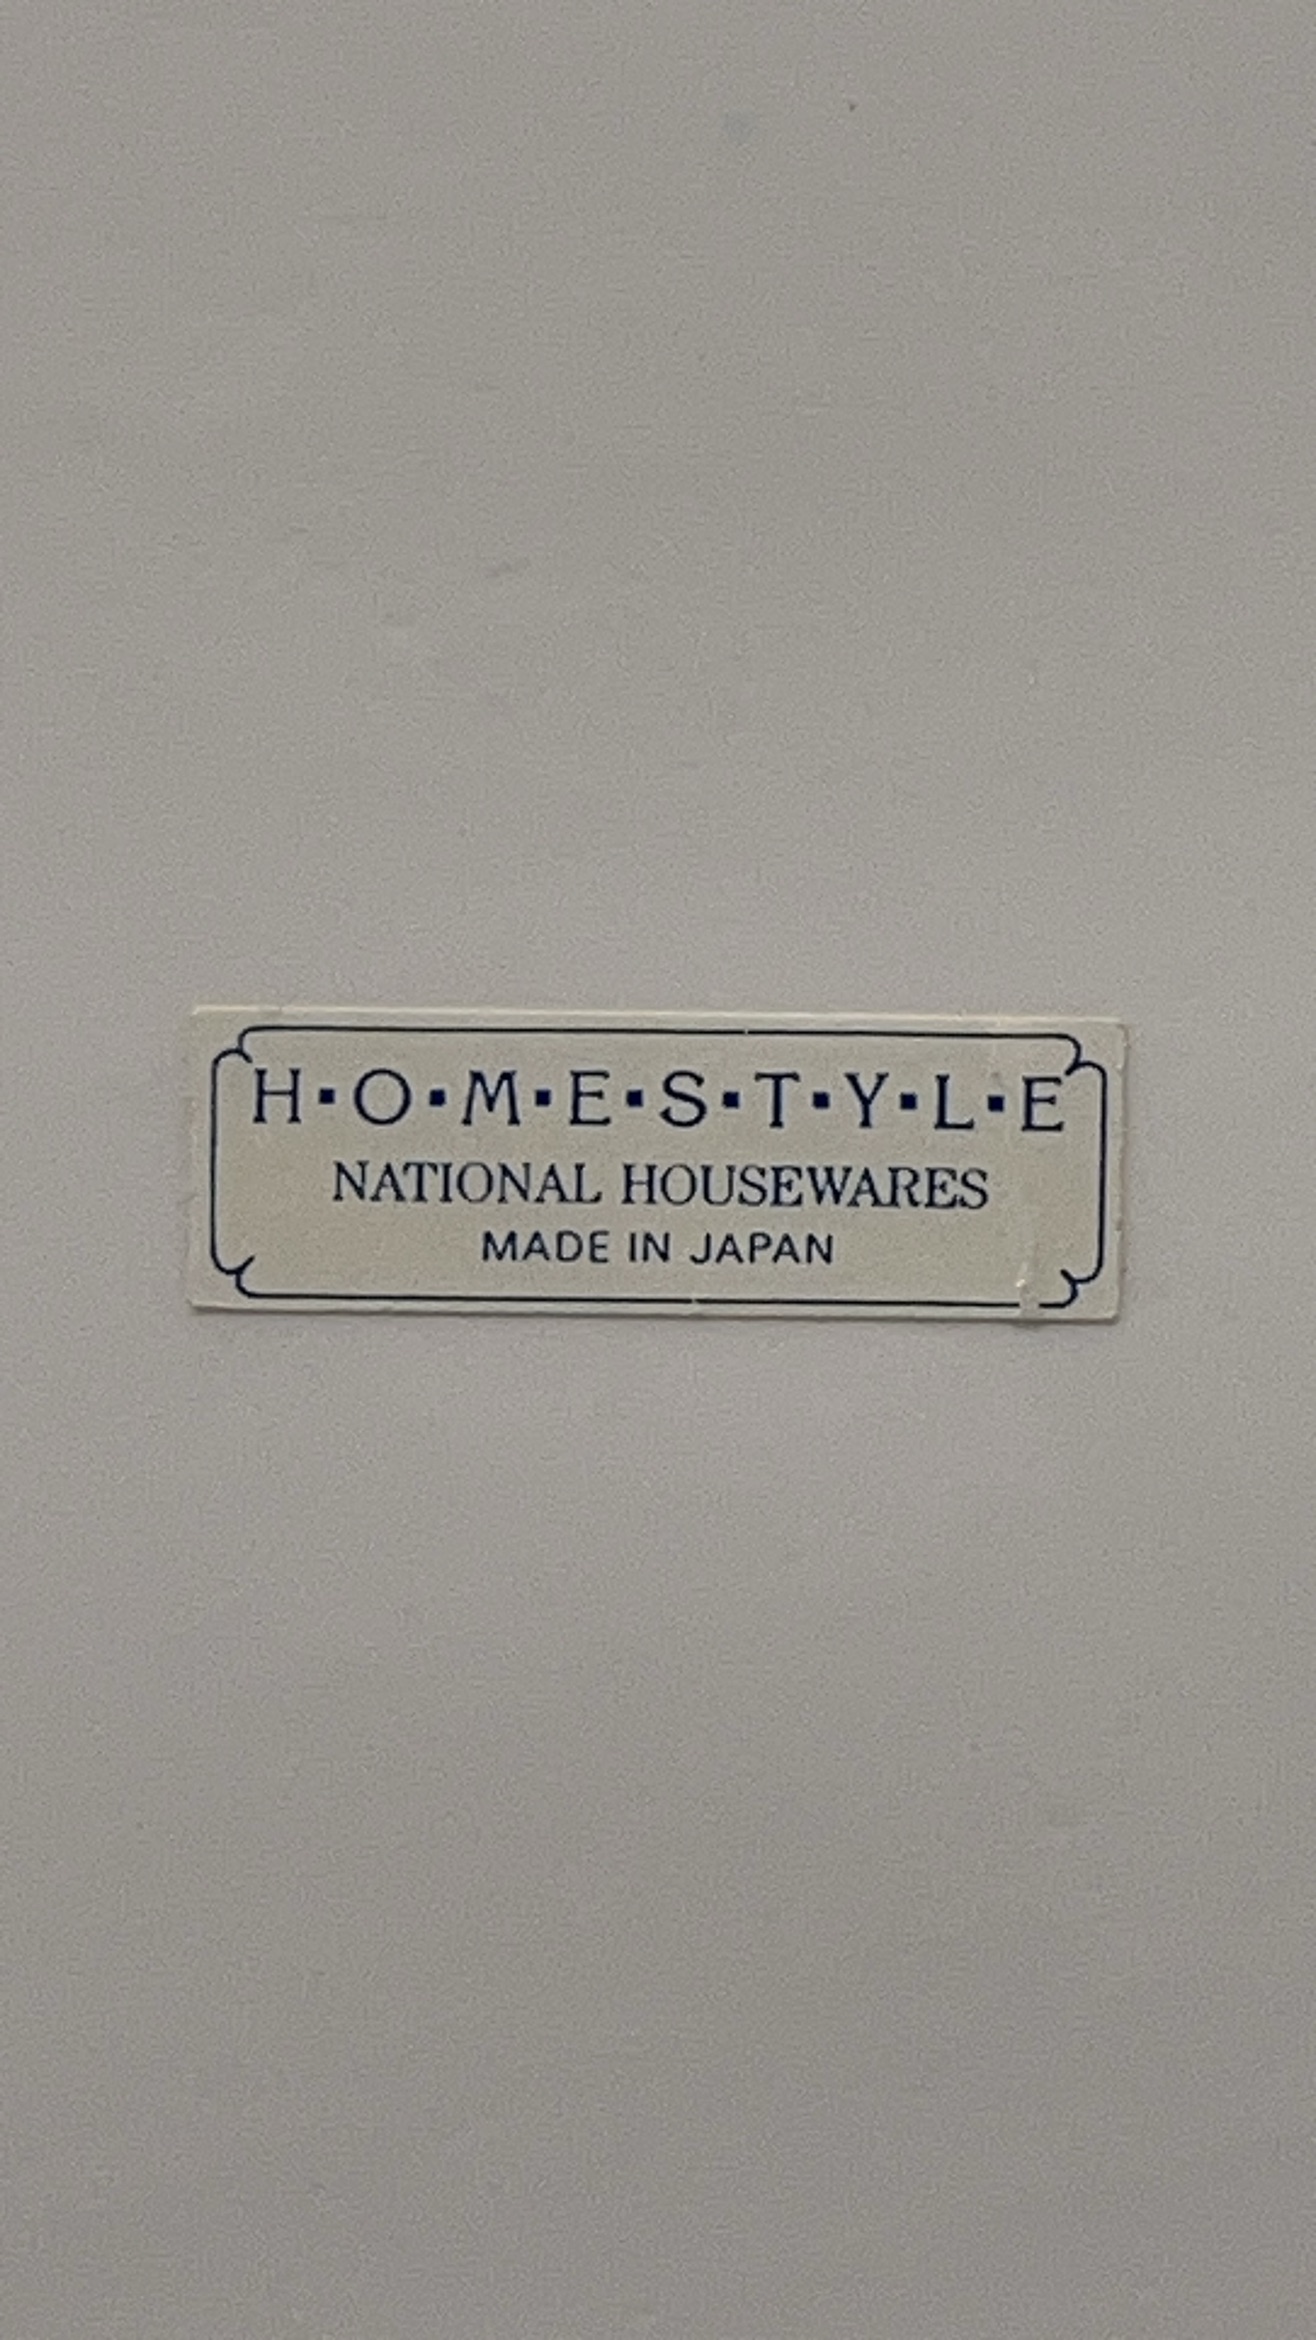 H▪O▪M▪E▪S▪T▪Y▪L▪E
NATIONAL HOUSEWARES
MADE IN JAPAN